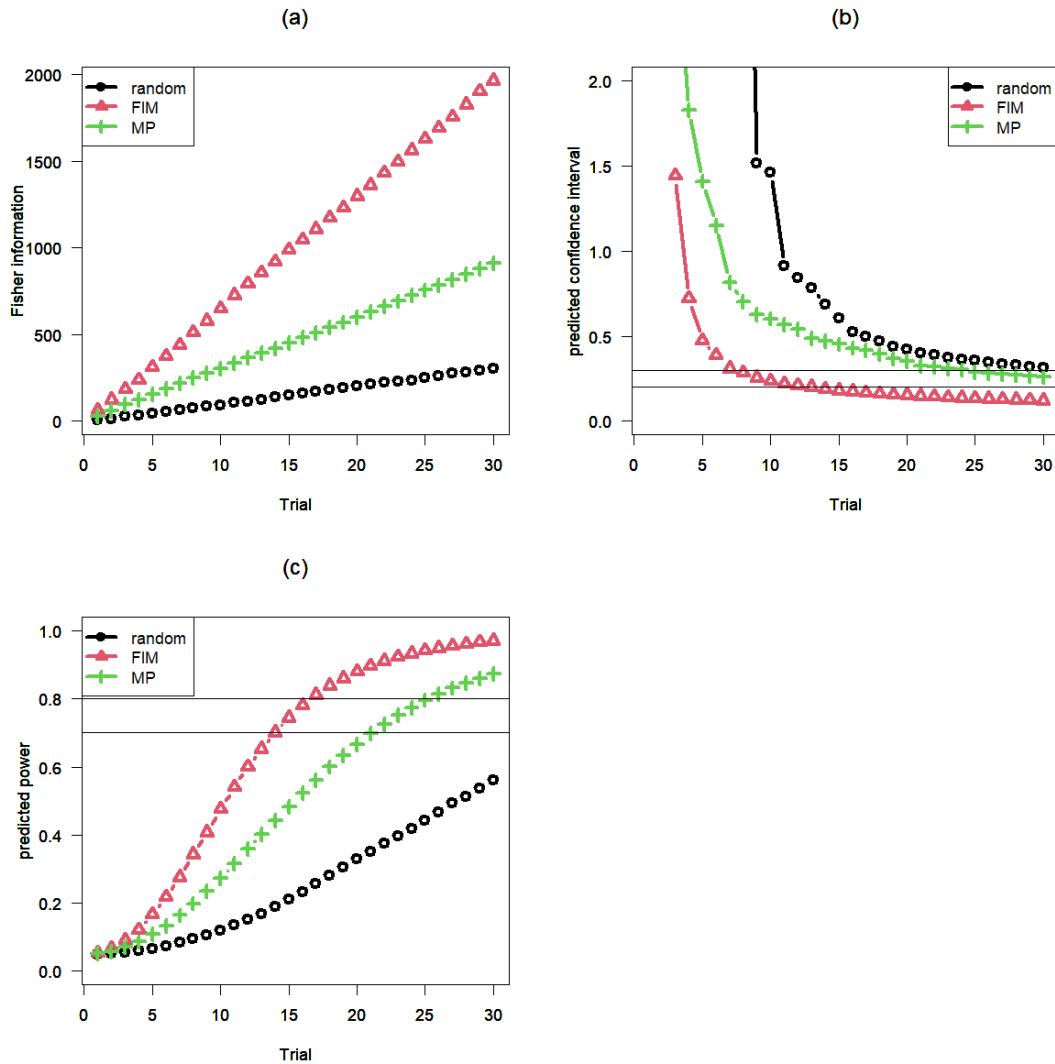 (a)
random
FIM
MP
Fisher information
2000
1500
1000
500
0
0 5 10 15 20 25 30
Trial
(b)
random
FIM
MP
predicted confidence interval
2.0
1.5
1.0
0.5
0.0
0 5 10 15 20 25 30
Trial
(c)
random
FIM
MP
predicted power
1.0
0.8
0.6
0.4
0.2
0.0
0 5 10 15 20 25 30
Trial